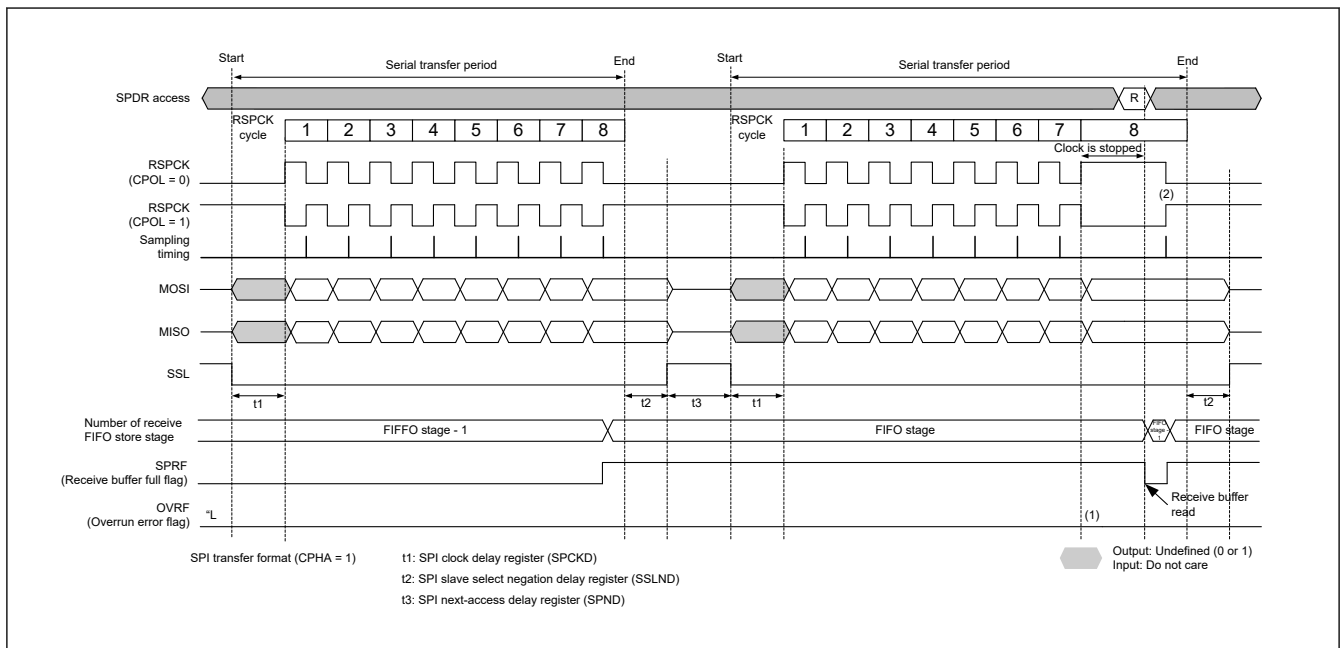 Start
Serial transfer period
End
Start
Serial transfer period
End
SPDR access
R
RSPCK
cycle
1 2 3 4 5 6 7 8
RSPCK
cycle
1 2 3 4 5 6 7 8
Clock is stopped
RSPCK
(CPOL = 0)
(2)
RSPCK
(CPOL = 1)
Sampling
timing
MOSI
MISO
SSL
t1
t2
t3
t1
t2
Number of receive
FIFO store stage
FIFFO stage - 1
FIFO stage
FIFO
stage -
1
FIFO stage
SPRF
(Receive buffer full flag)
Receive buffer
read
OVRF
(Overrun error flag)
“L
(1)
SPI transfer format (CPHA = 1)
t1: SPI clock delay register (SPCKD)
t2: SPI slave select negation delay register (SSLND)
t3: SPI next-access delay register (SPND)
Output: Undefined (0 or 1)
Input: Do not care